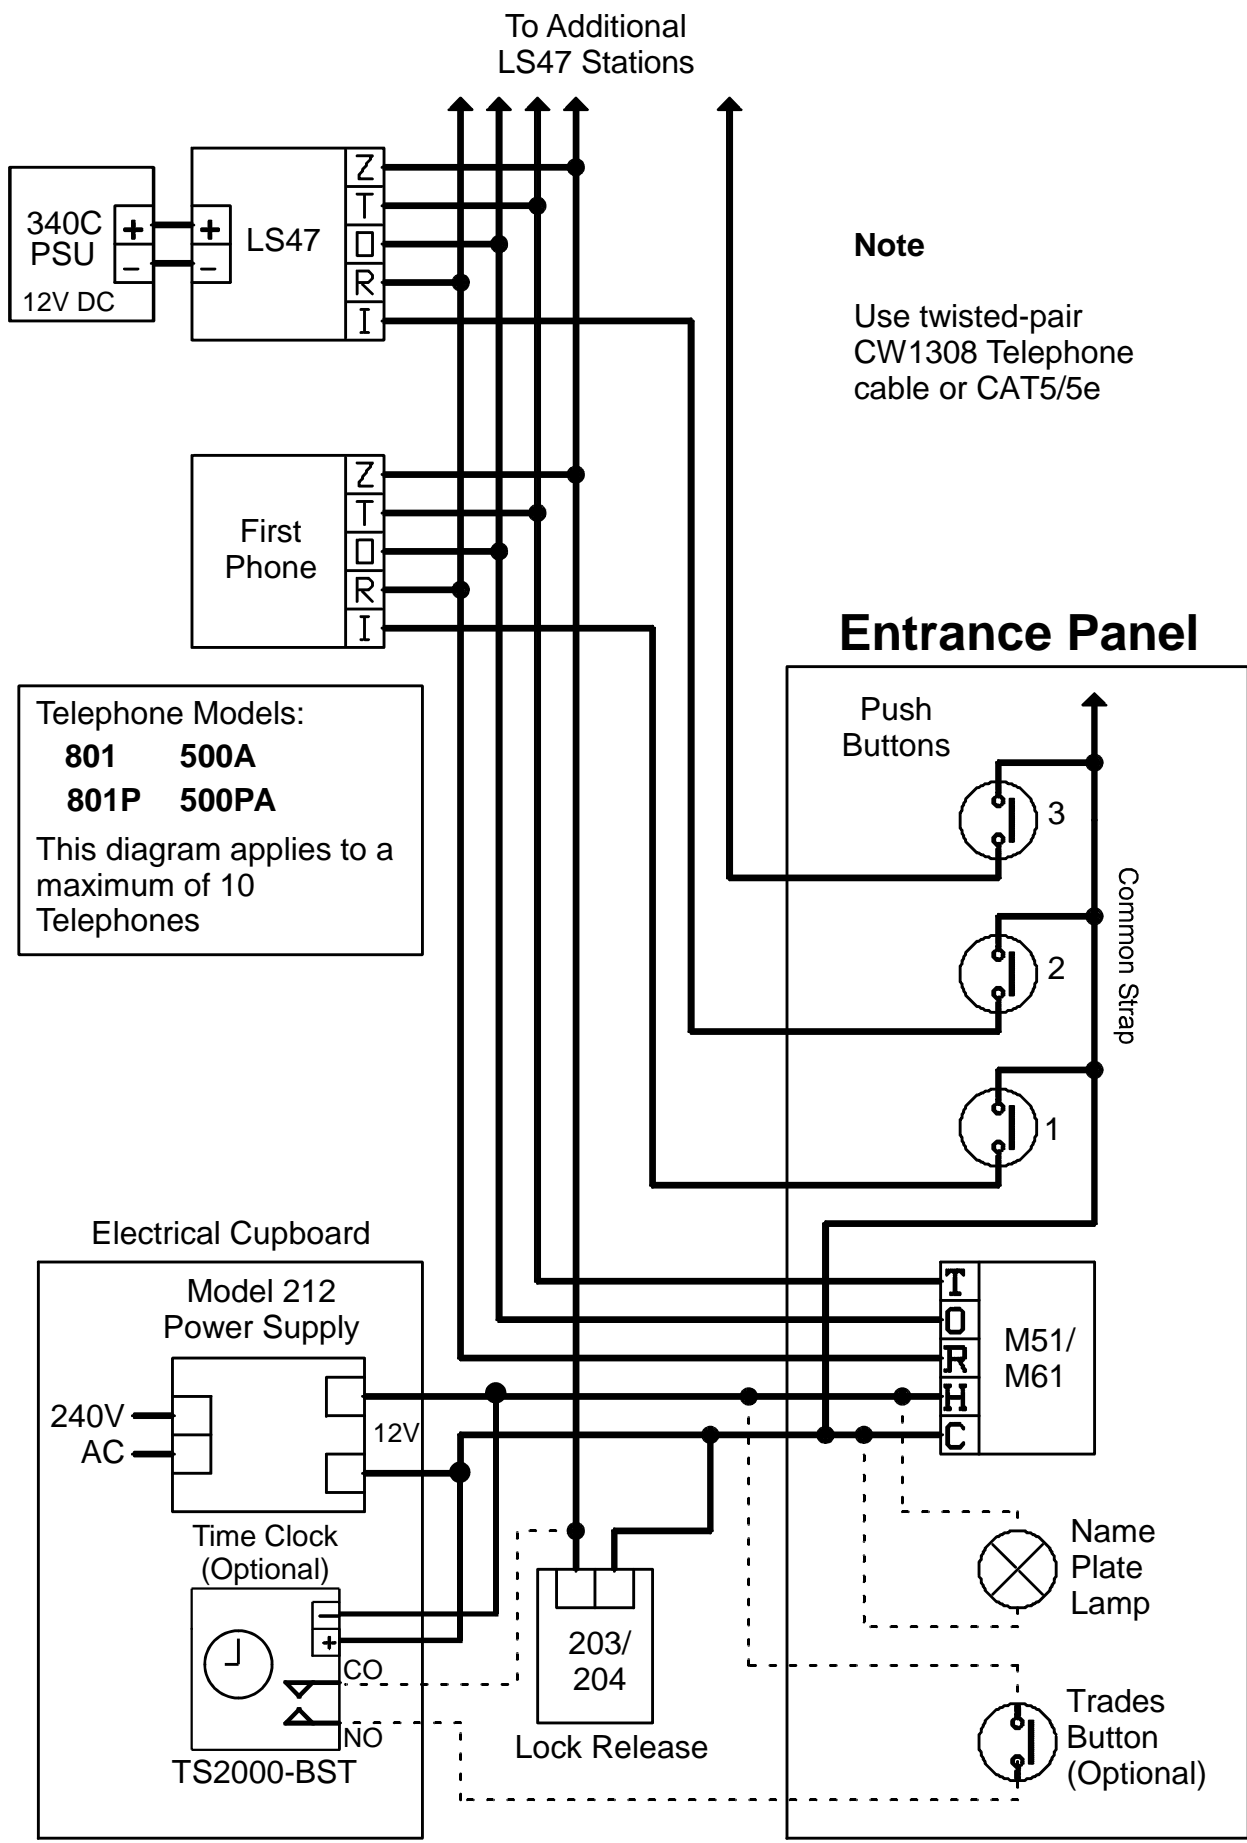 To Additional
LS47 Stations
340C
PSU
12V DC
+
−
+
−
LS47
Z
T
O
R
I
Note
Use twisted-pair
CW1308 Telephone
cable or CAT5/5e
First
Phone
Z
T
O
R
I
Telephone Models:
801 500A
801P 500PA
This diagram applies to a
maximum of 10
Telephones
Entrance Panel
Push
Buttons
3
2
1
Common Strap
Electrical Cupboard
Model 212
Power Supply
240V
AC
12V
T
O
R
H
C
M51/
M61
Time Clock
(Optional)
−
+
CO
NO
TS2000-BST
203/
204
Lock Release
Name
Plate
Lamp
Trades
Button
(Optional)